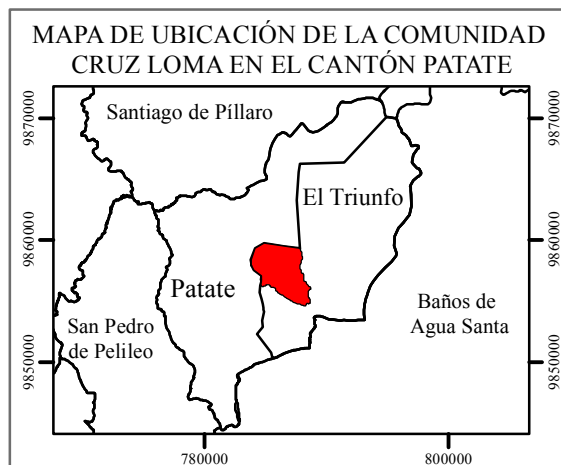 MAPA DE UBICACIÓN DE LA COMUNIDAD
CRUZ LOMA EN EL CANTÓN PATATE
Santiago de Píllaro
El Triunfo
Patate
San Pedro
de Pelileo
Baños de
Agua Santa
9870000
9860000
9850000
9870000
9860000
9850000
780000
800000